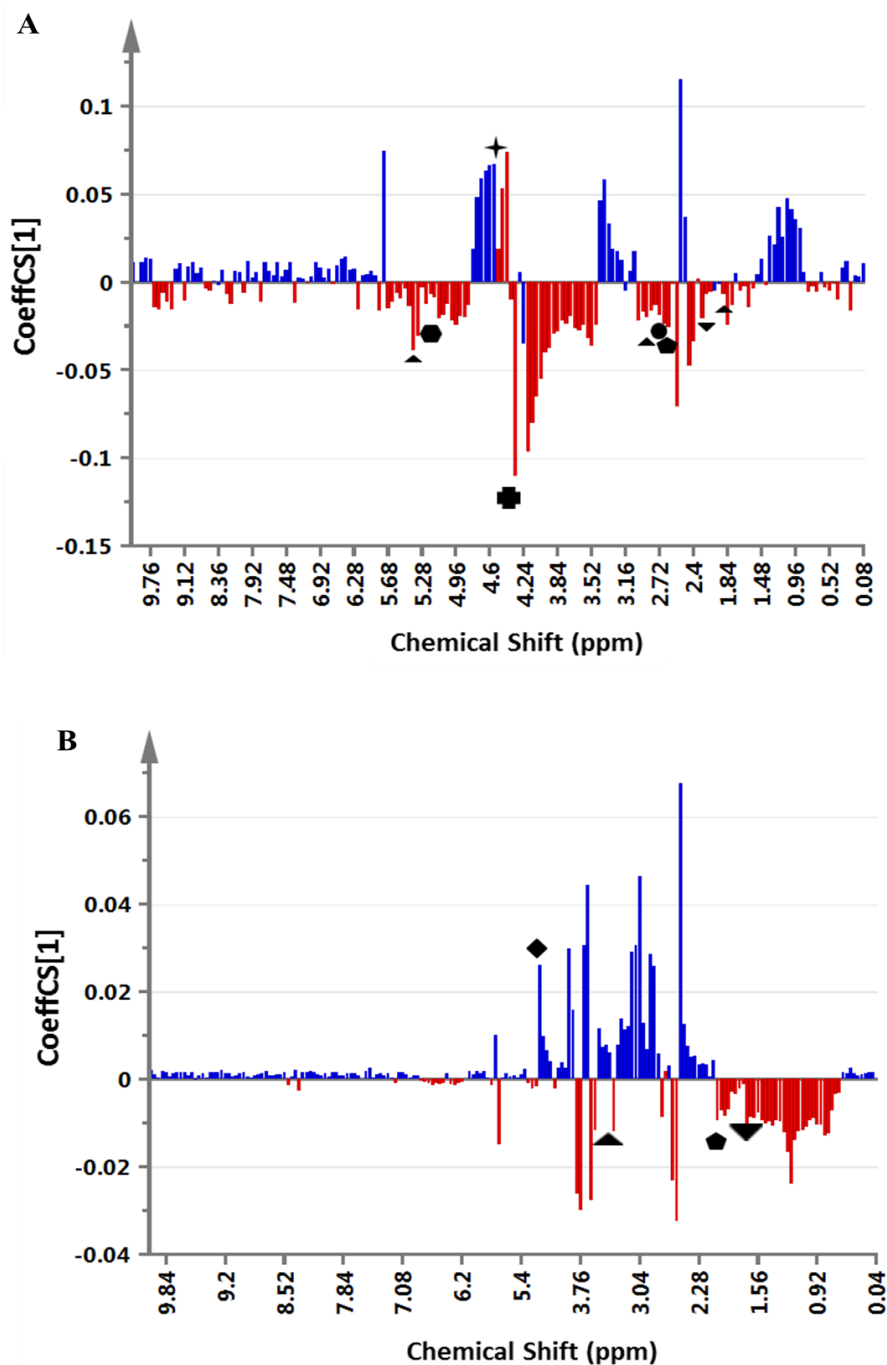 A
0.1
0.05
0
-0.05
-0.1
-0.15
CoeffCS[1]
9.76 9.12 8.36 7.92 7.48 6.92 6.28 5.68 5.28 4.96 4.6 4.24 3.84 3.52 3.16 2.72 2.4 1.84 1.48 0.96 0.52 0.08
Chemical Shift (ppm)
B
0.06
0.04
0.02
0
-0.02
-0.04
CoeffCS[1]
9.84 9.2 8.52 7.84 7.08 6.2 5.4 3.76 3.04 2.28 1.56 0.92 0.04
Chemical Shift (ppm)